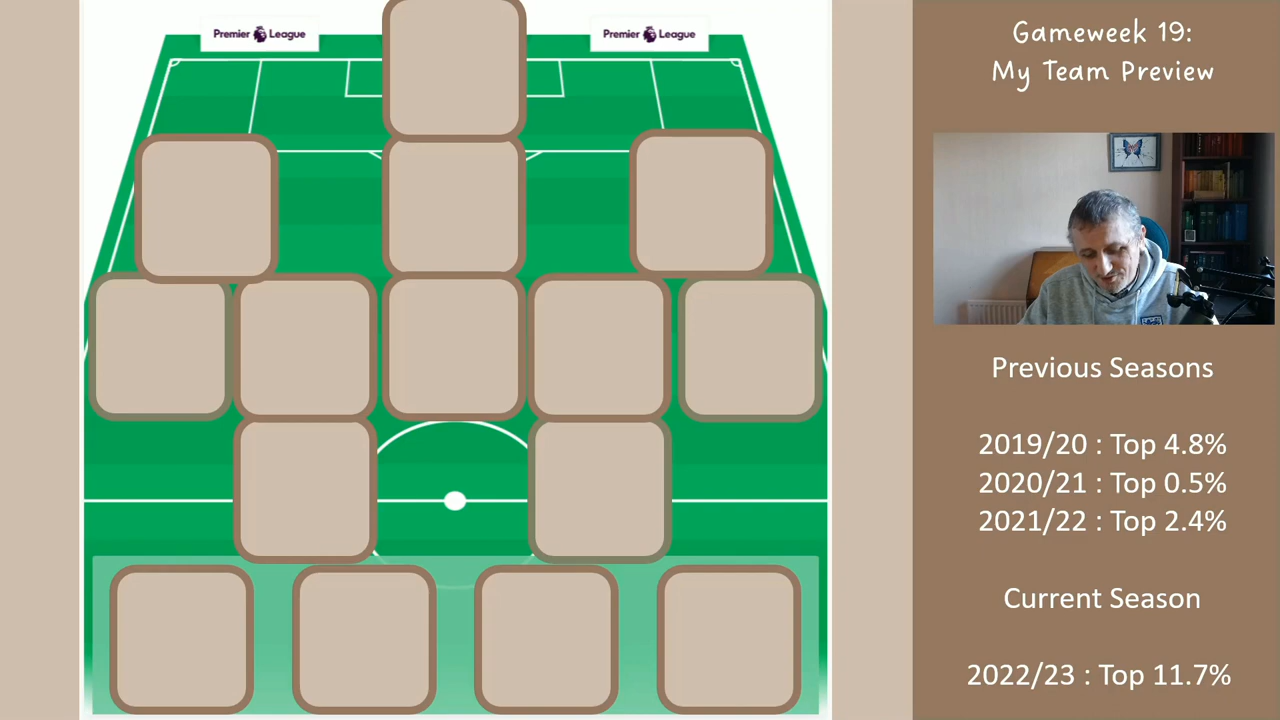 Premier League
Premier League
Gameweek 19:
My Team Preview
Previous Seasons
2019/20 : Top 4.8%
2020/21 : Top 0.5%
2021/22 : Top 2.4%
Current Season
2022/23 : Top 11.7%